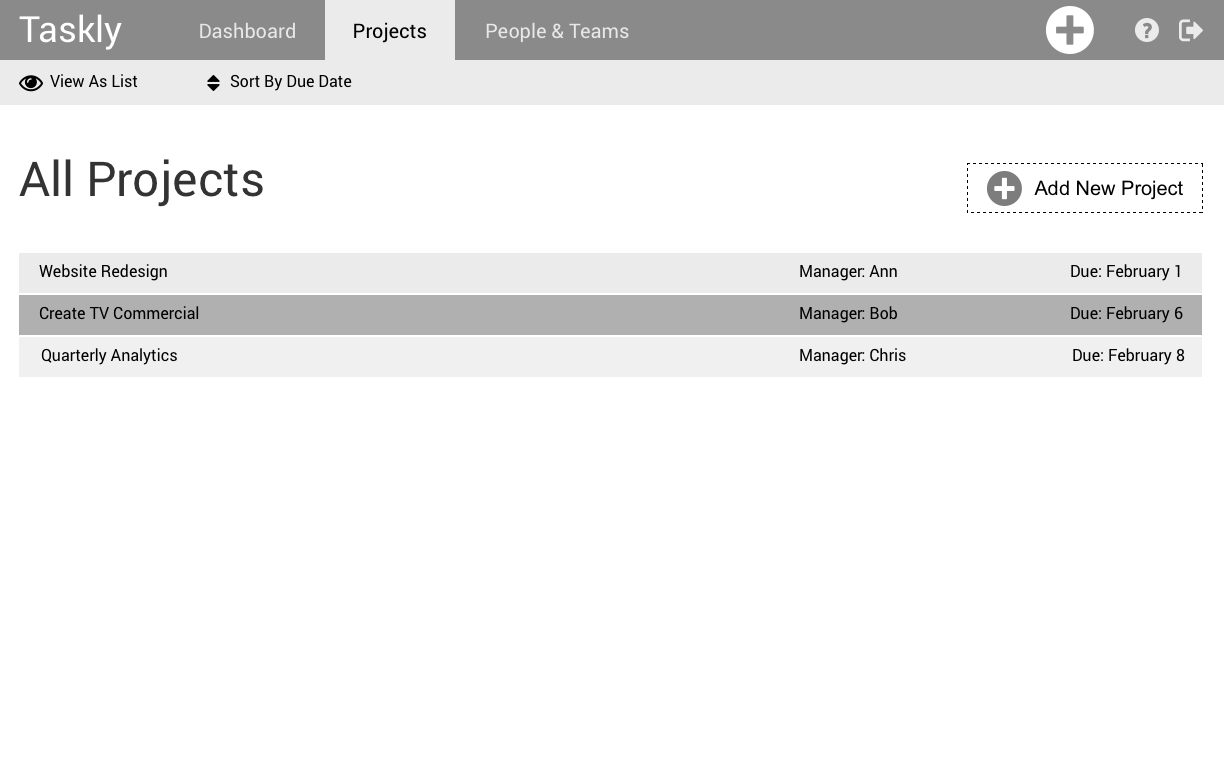 Taskly
Dashboard
Projects
People & Teams
View As List
Sort By Due Date
All Projects
Add New Project
Website Redesign Manager: Ann Due: February 1
Create TV Commercial Manager: Bob Due: February 6
Quarterly Analytics Manager: Chris Due: February 8